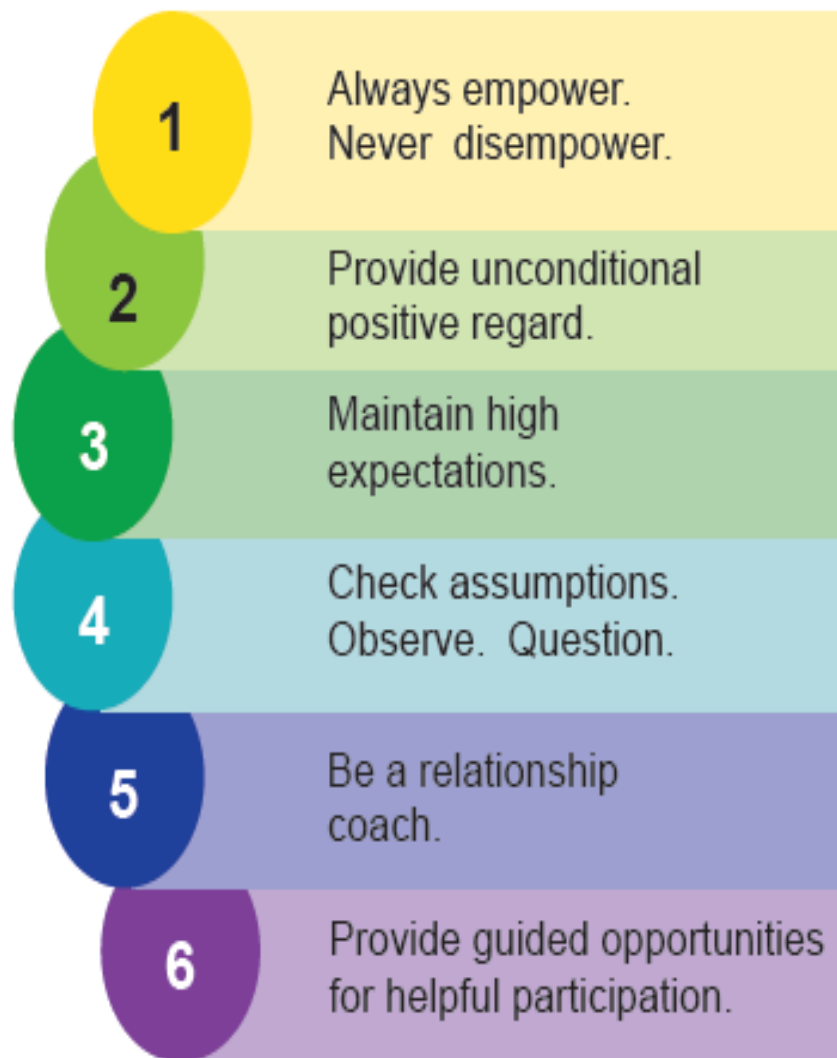 1
Always empower.
Never disempower.
2
Provide unconditional
positive regard.
3
Maintain high
expectations.
4
Check assumptions.
Observe. Question.
5
Be a relationship
coach.
6
Provide guided opportunities
for helpful participation.